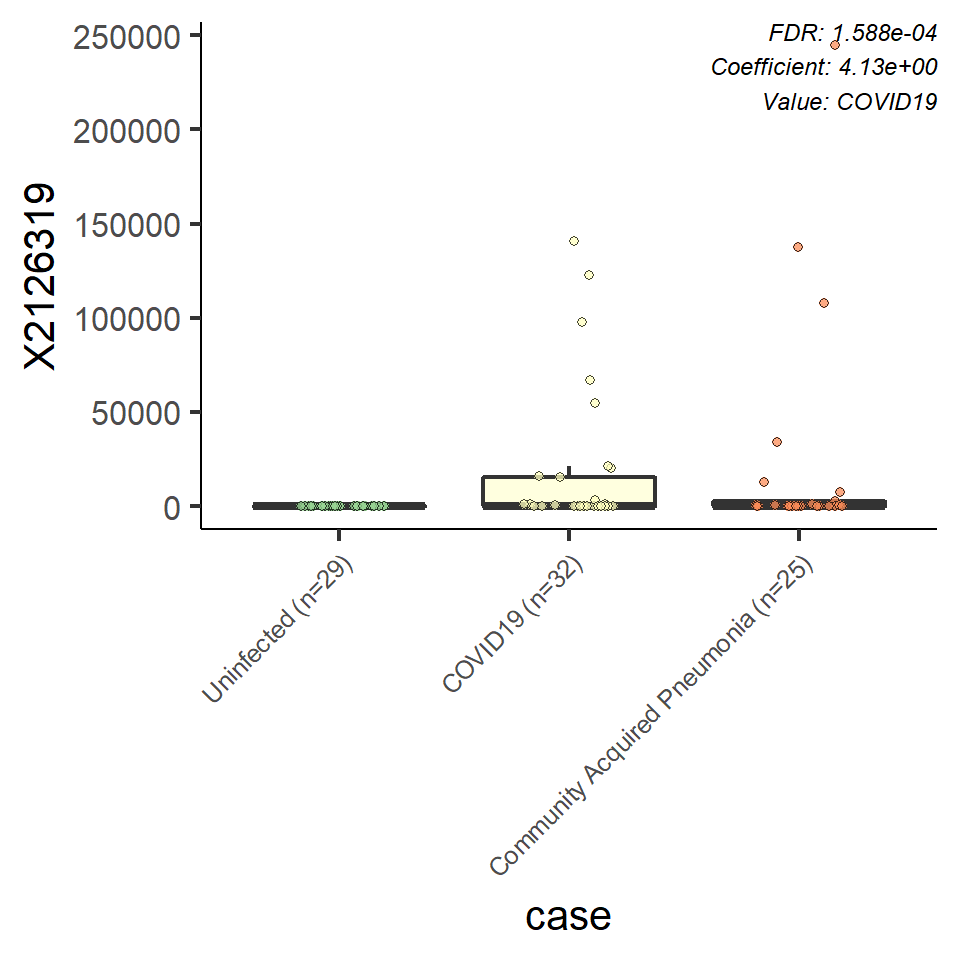 FDR: 1.588e-04
Coefficient: 4.13e+00
Value: COVID19
250000
200000
150000
100000
50000
0
X2126319
Uninfected (n=29)
COVID19 (n=32)
Community Acquired Pneumonia (n=25)
case